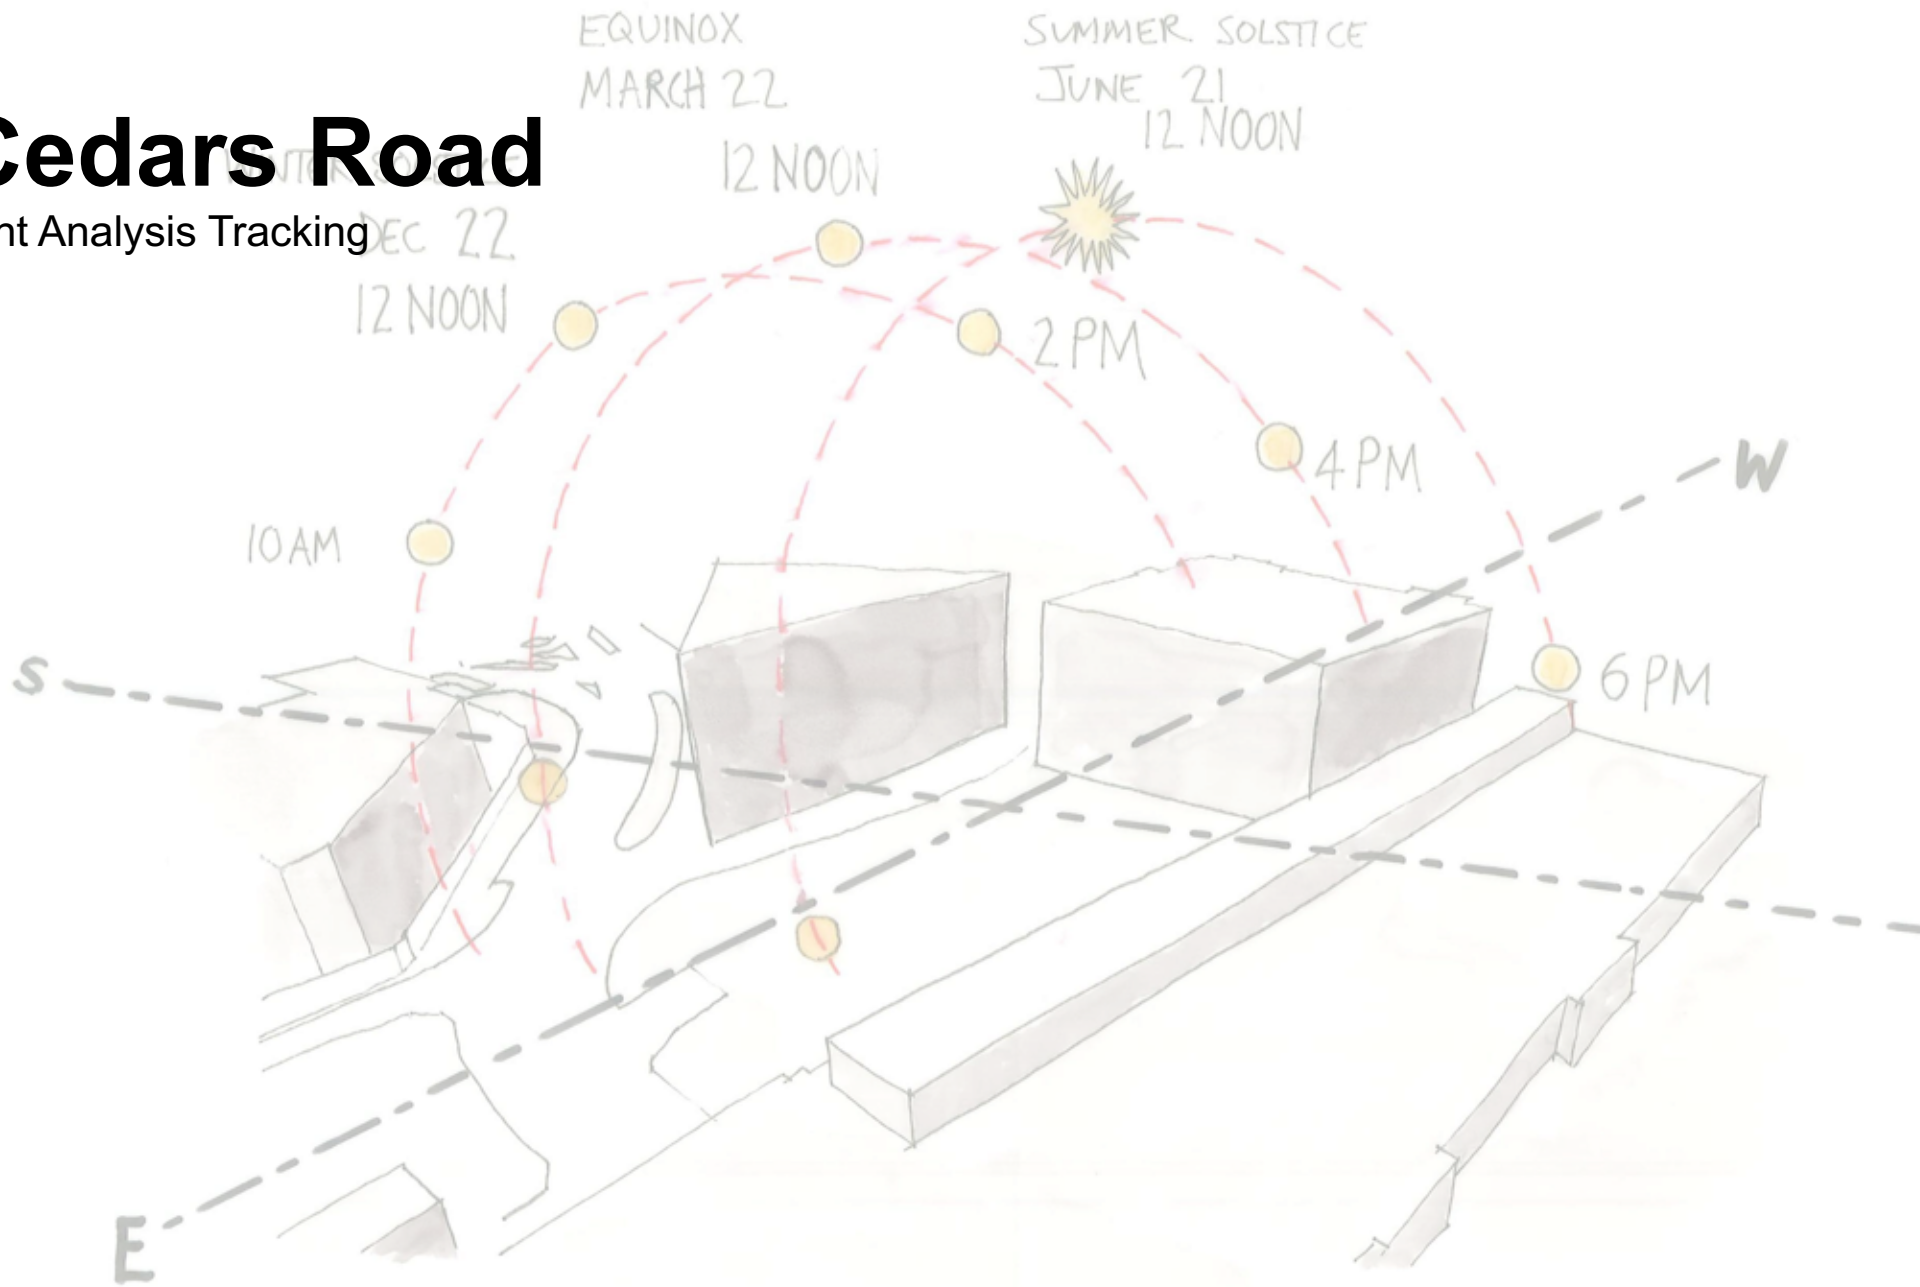 EQUINOX
MARCH 22
12 NOON
SUMMER SOLSTICE
JUNE 21
12 NOON
Cedars Road
Analysis Tracking
WINTER
DEC 22
12 NOON
2 PM
4 PM
W
10 AM
S
6 PM
E